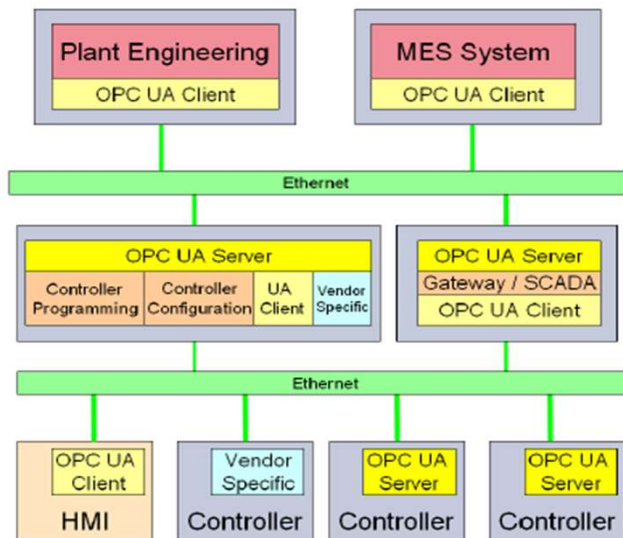 Plant Engineering
OPC UA Client
MES System
OPC UA Client
Ethernet
OPC UA Server
Controller
Programming
Controller
Configuration
UA
Client
Vendor
Specific
OPC UA Server
Gateway / SCADA
OPC UA Client
Ethernet
OPC UA
Client
HMI
Vendor
Specific
Controller
OPC UA
Server
Controller
OPC UA
Server
Controller